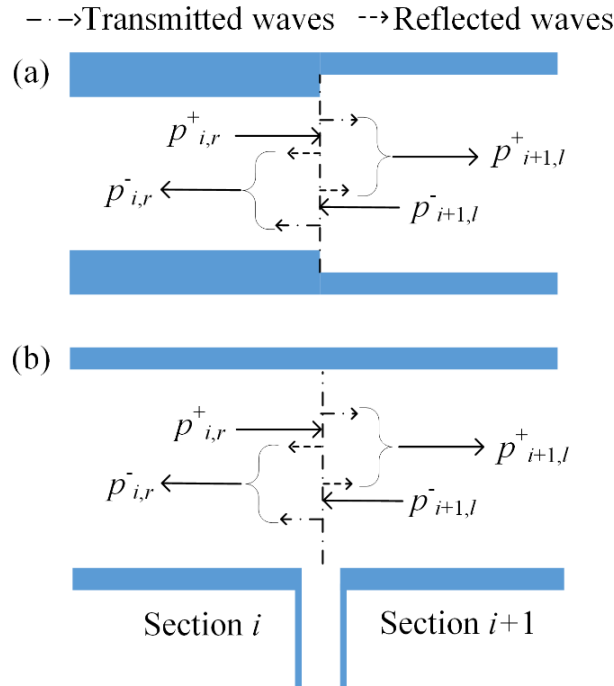 Transmitted waves Reflected waves
(a)
p⁺i,r
p⁺i+1,l
p⁻i,r
p⁻i+1,l
(b)
p⁺i,r
p⁺i+1,l
p⁻i,r
p⁻i+1,l
Section i Section i+1